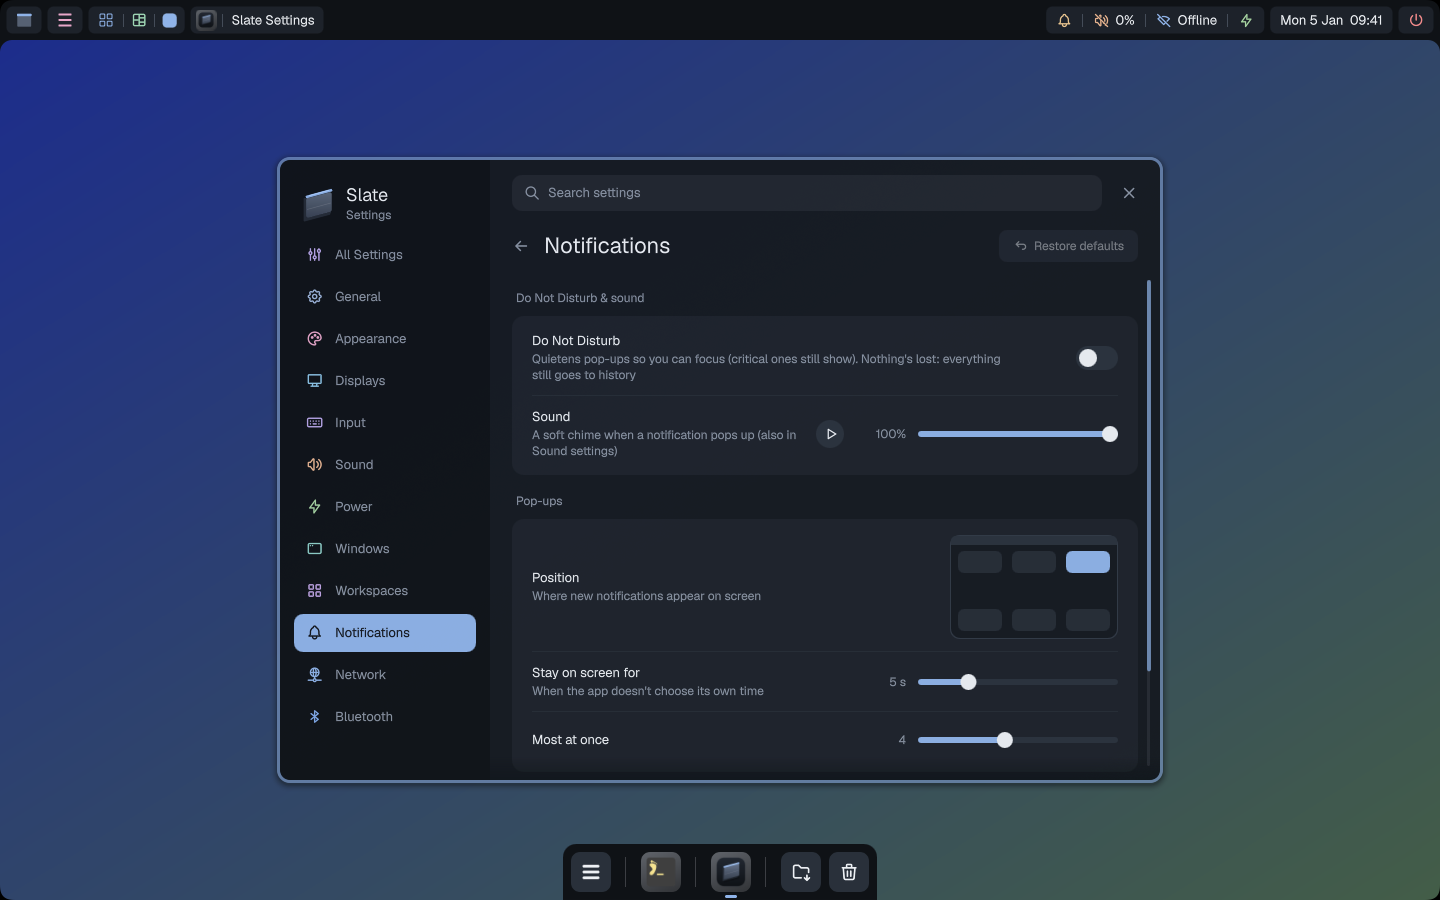 Slate Settings
0%
Offline
Mon 5 Jan 09:41
Slate
Settings
All Settings
General
Appearance
Displays
Input
Sound
Power
Windows
Workspaces
Notifications
Network
Bluetooth
Search settings
Notifications
Restore defaults
Do Not Disturb & sound
Do Not Disturb
Quietens pop-ups so you can focus (critical ones still show). Nothing's lost: everything
still goes to history
Sound
A soft chime when a notification pops up (also in
Sound settings)
100%
Pop-ups
Position
Where new notifications appear on screen
Stay on screen for
When the app doesn't choose its own time
5 s
Most at once
4